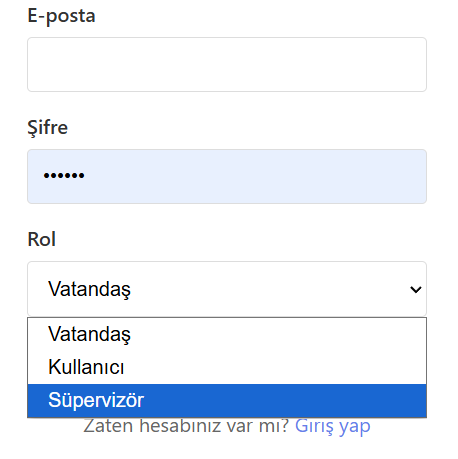 E-posta
Şifre
••••••
Rol
Vatandaş
Vatandaş
Kullanıcı
Süpervizör
Zaten hesabınız var mı? Giriş yap